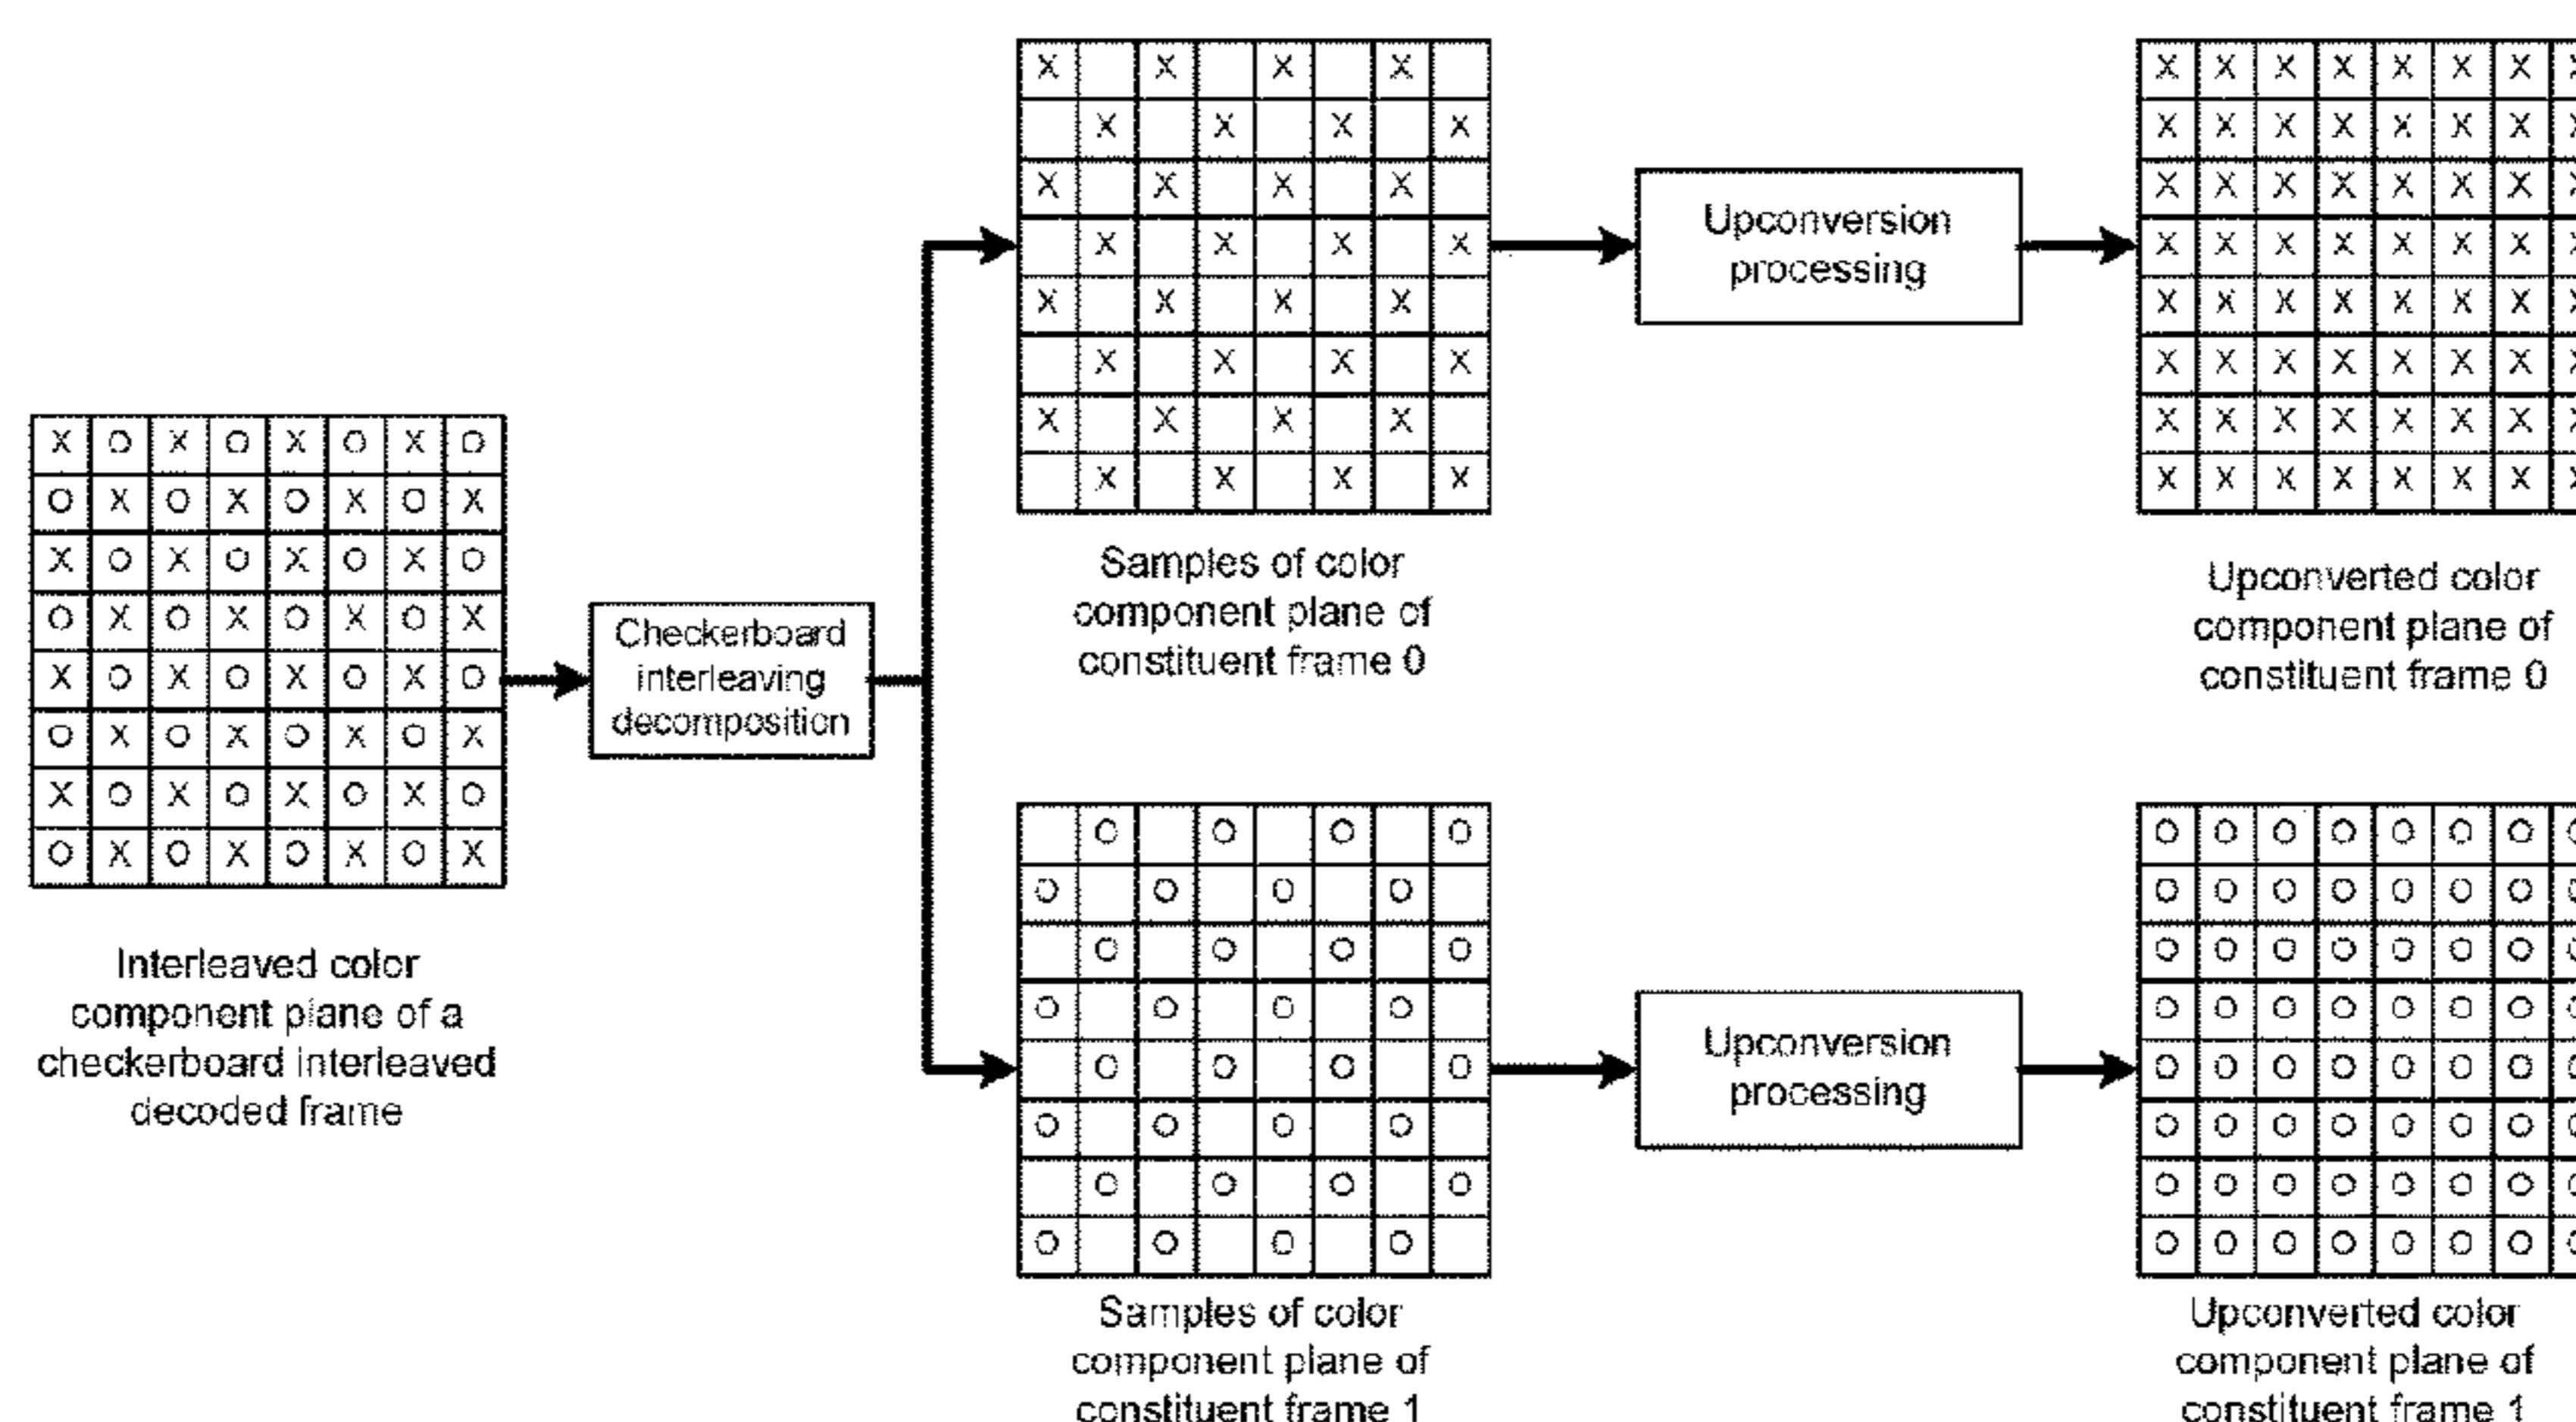 X O X O X O X O
O X O X O X O X
X O X O X O X O
O X O X O X O X
X O X O X O X O
O X O X O X O X
X O X O X O X O
O X O X O X O X
Interleaved color
component plane of a
checkerboard interleaved
decoded frame
Checkerboard
interleaving
decomposition
X X X X
X X X X
X X X X
X X X X
X X X X
X X X X
X X X X
X X X X
Samples of color
component plane of
constituent frame 0
Upconversion
processing
X X X X X X X
X X X X X X X
X X X X X X X
X X X X X X X
X X X X X X X
X X X X X X X
X X X X X X X
X X X X X X X
Upconverted color
component plane of
constituent frame 0
O O O O
O O O O
O O O O
O O O O
O O O O
O O O O
O O O O
O O O O
Samples of color
component plane of
constituent frame 1
Upconversion
processing
O O O O O O O
O O O O O O O
O O O O O O O
O O O O O O O
O O O O O O O
O O O O O O O
O O O O O O O
O O O O O O O
Upconverted color
component plane of
constituent frame 1